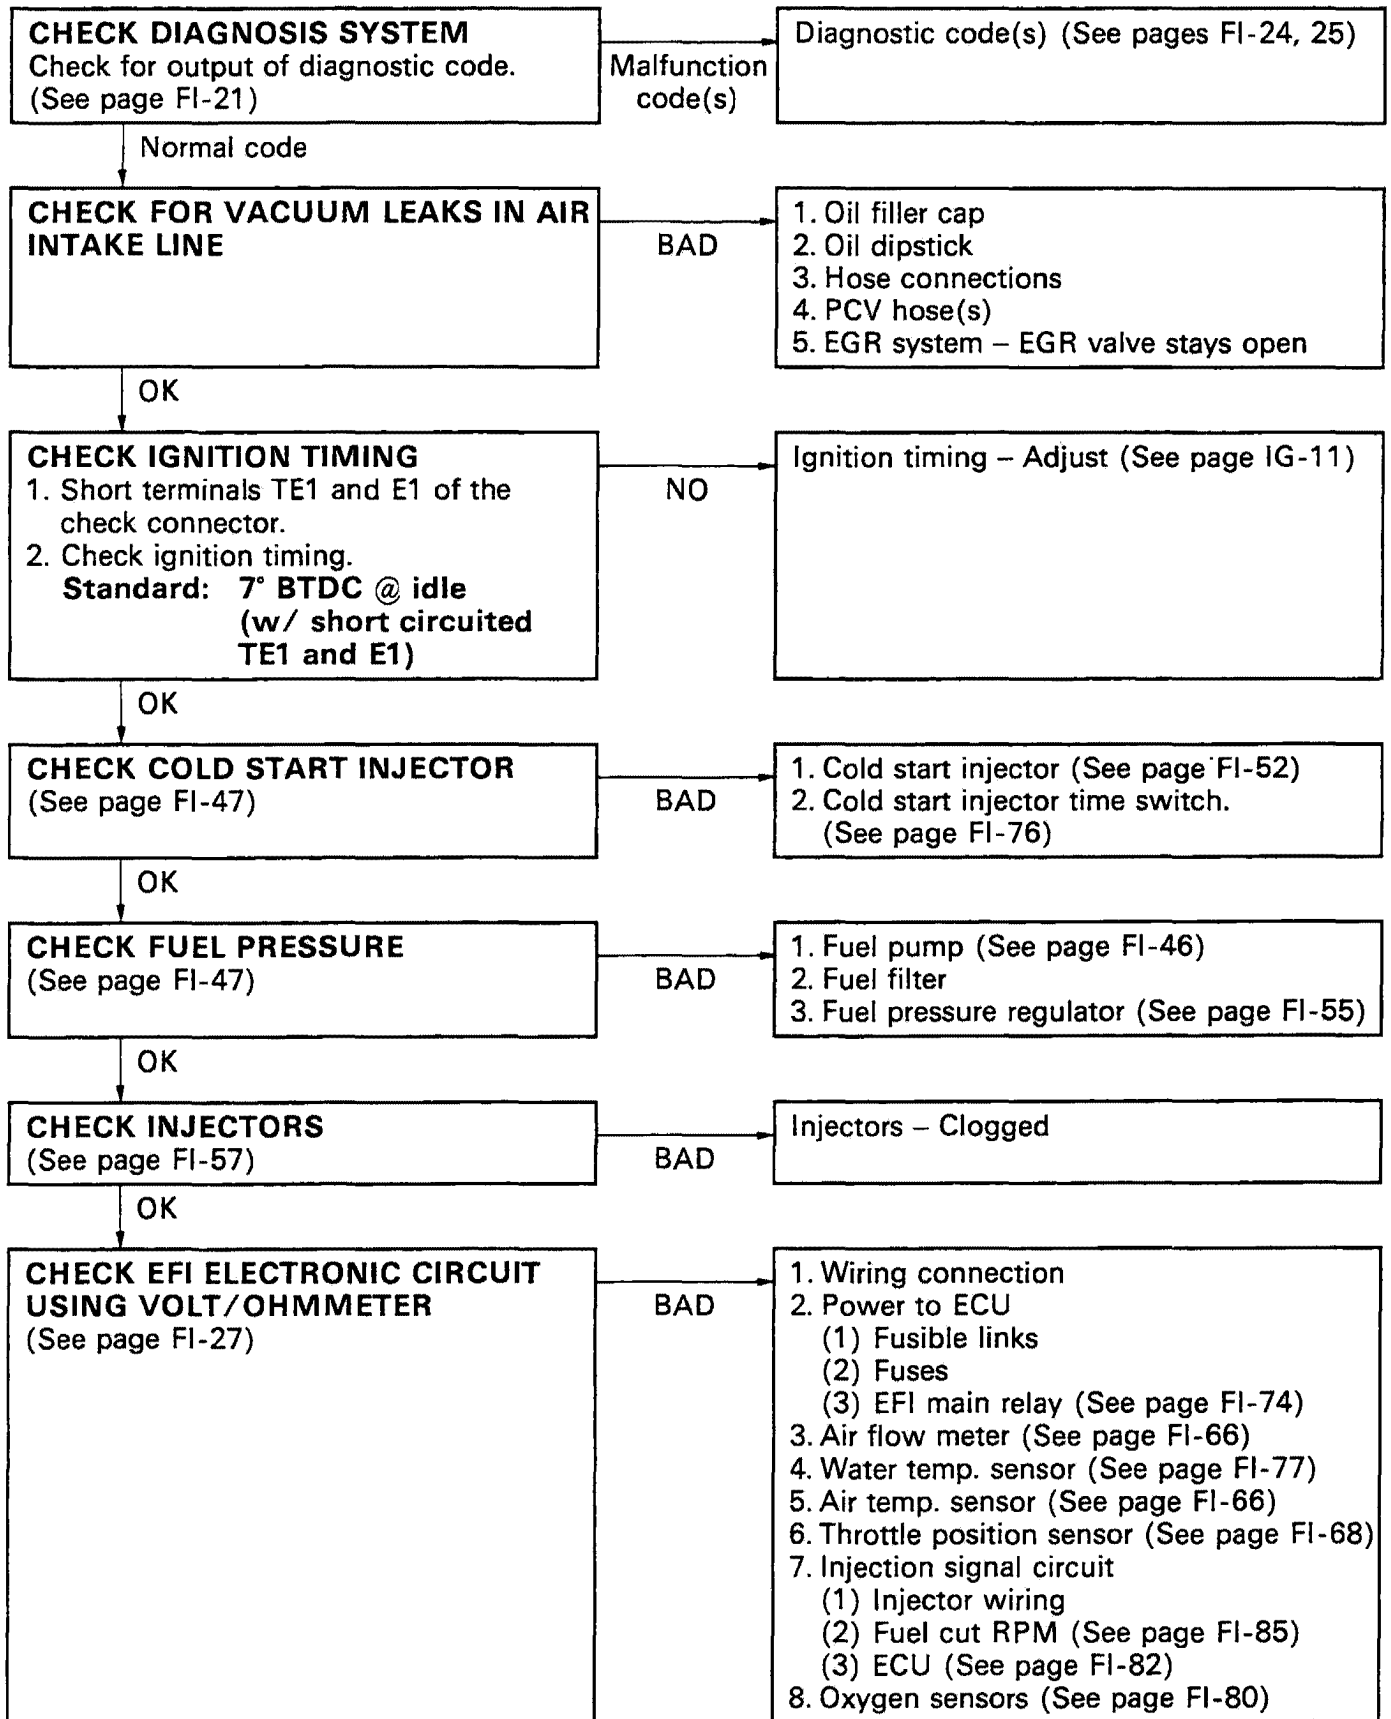 CHECK DIAGNOSIS SYSTEM
Check for output of diagnostic code.
(See page FI-21)
Malfunction
code(s)
Diagnostic code(s) (See pages FI-24, 25)
Normal code
CHECK FOR VACUUM LEAKS IN AIR
INTAKE LINE
BAD
1. Oil filler cap
2. Oil dipstick
3. Hose connections
4. PCV hose(s)
5. EGR system – EGR valve stays open
OK
CHECK IGNITION TIMING
1. Short terminals TE1 and E1 of the
check connector.
2. Check ignition timing.
Standard: 7° BTDC @ idle
(w/ short circuited
TE1 and E1)
NO
Ignition timing – Adjust (See page IG-11)
OK
CHECK COLD START INJECTOR
(See page FI-47)
BAD
1. Cold start injector (See page FI-52)
2. Cold start injector time switch.
(See page FI-76)
OK
CHECK FUEL PRESSURE
(See page FI-47)
BAD
1. Fuel pump (See page FI-46)
2. Fuel filter
3. Fuel pressure regulator (See page FI-55)
OK
CHECK INJECTORS
(See page FI-57)
BAD
Injectors – Clogged
OK
CHECK EFI ELECTRONIC CIRCUIT
USING VOLT/OHMMETER
(See page FI-27)
BAD
1. Wiring connection
2. Power to ECU
(1) Fusible links
(2) Fuses
(3) EFI main relay (See page FI-74)
3. Air flow meter (See page FI-66)
4. Water temp. sensor (See page FI-77)
5. Air temp. sensor (See page FI-66)
6. Throttle position sensor (See page FI-68)
7. Injection signal circuit
(1) Injector wiring
(2) Fuel cut RPM (See page FI-85)
(3) ECU (See page FI-82)
8. Oxygen sensors (See page FI-80)